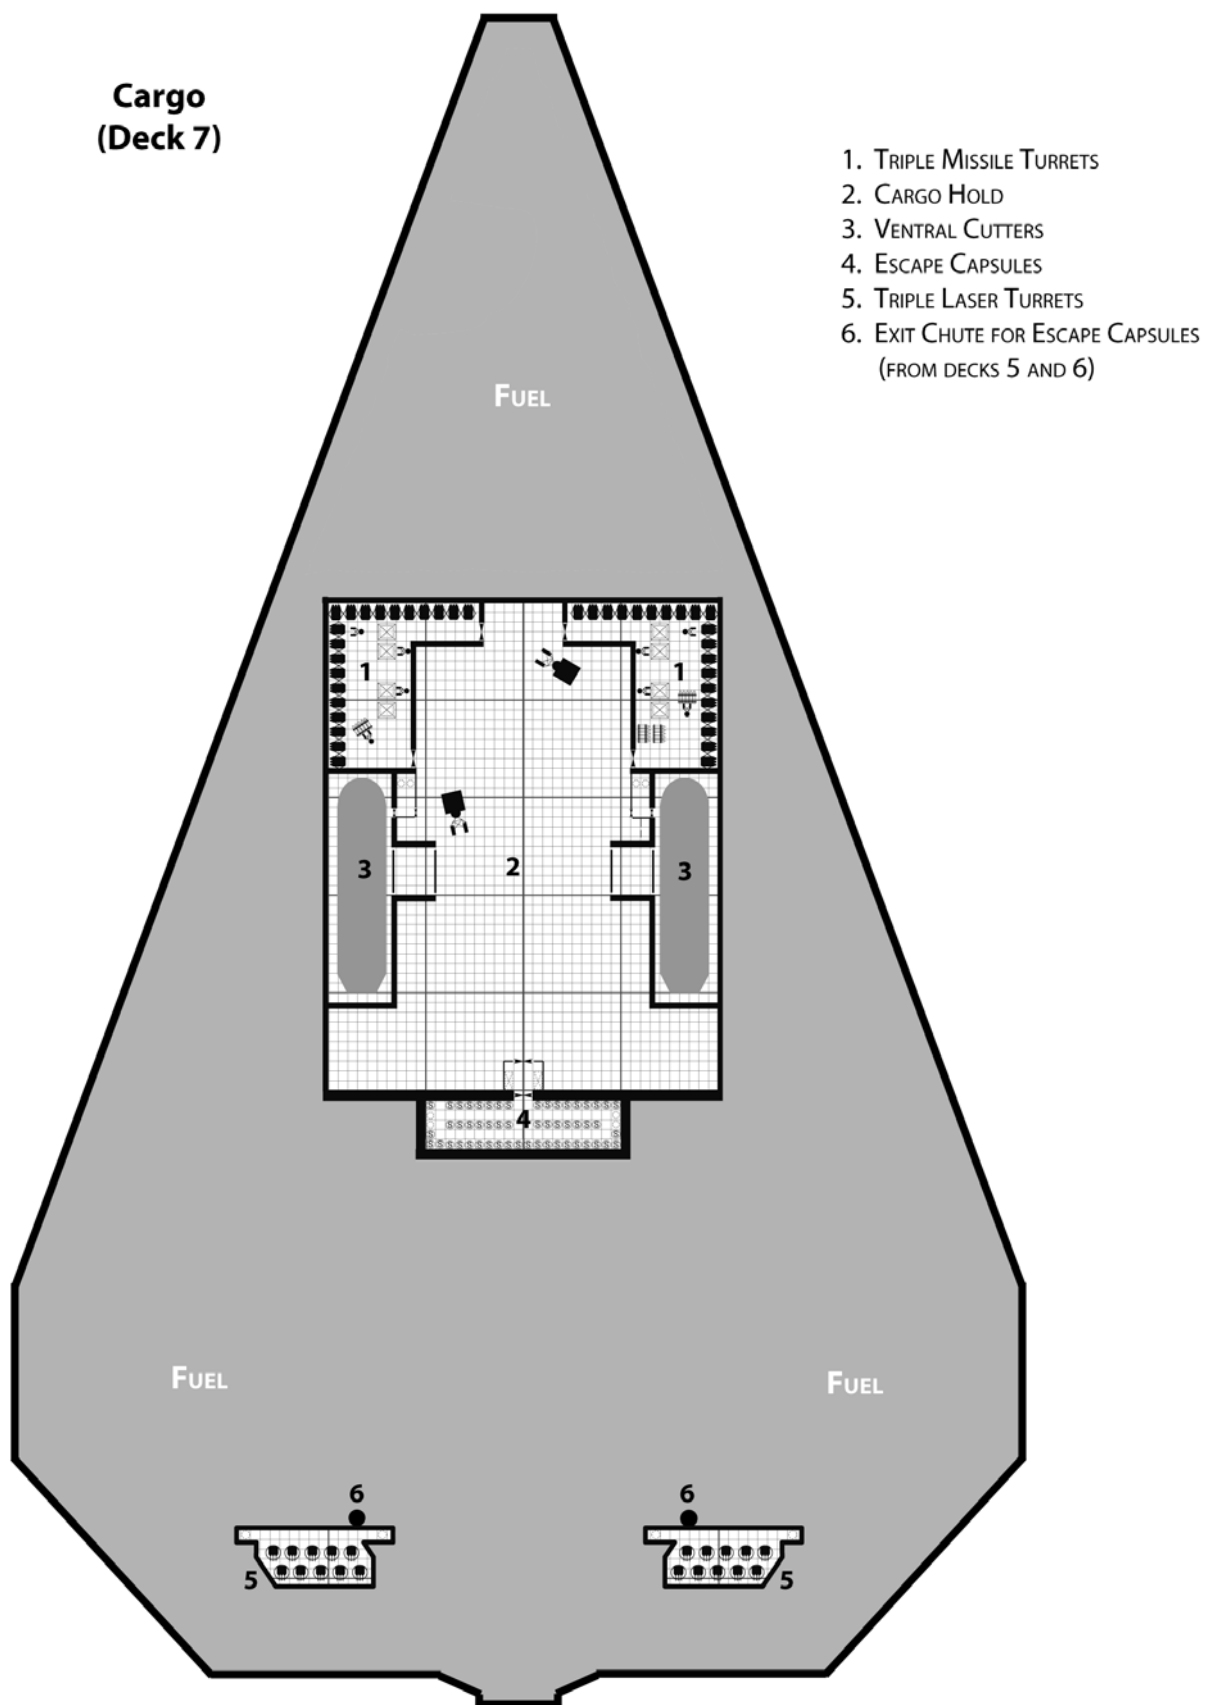 Cargo
(Deck 7)
1. Triple Missile Turrets
2. Cargo Hold
3. Ventral Cutters
4. Escape Capsules
5. Triple Laser Turrets
6. Exit Chute for Escape Capsules
(from decks 5 and 6)
Fuel
1
1
3
2
3
4
Fuel
Fuel
6
6
5
5